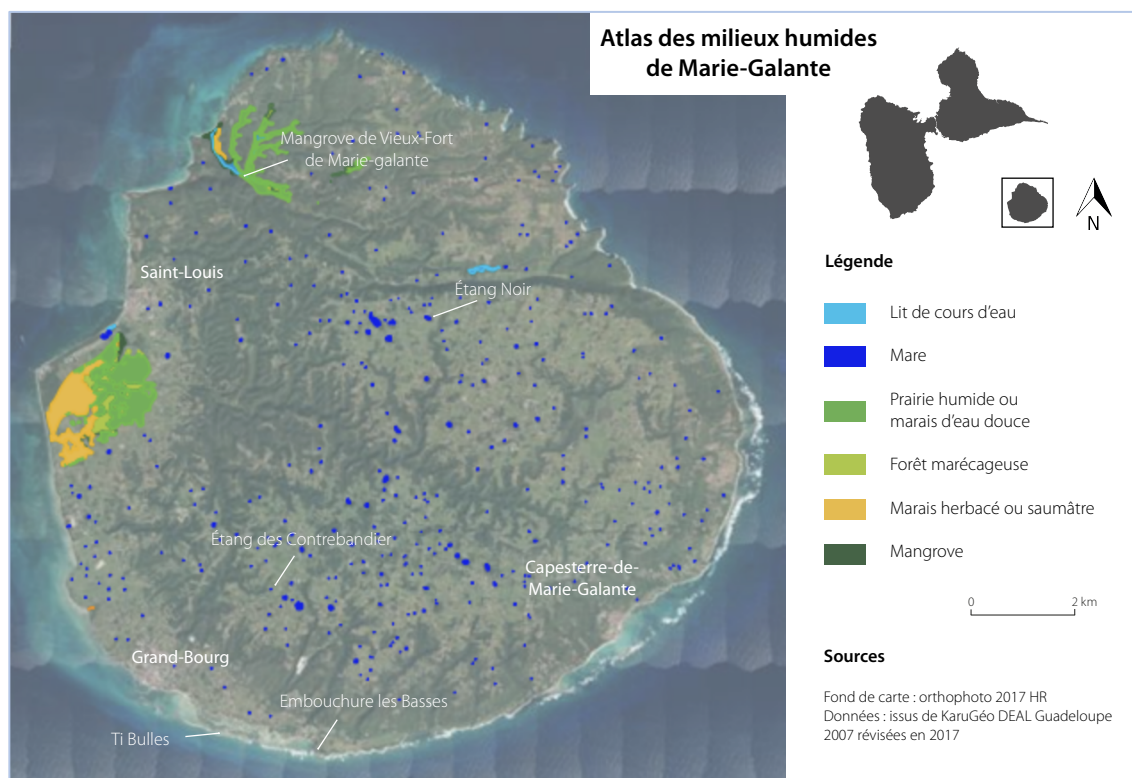 Atlas des milieux humides
de Marie-Galante
Mangrove de Vieux-Fort
de Marie-galante
Saint-Louis
Étang Noir
Étang des Contrebandier
Capesterre-de-
Marie-Galante
Grand-Bourg
Embouchure les Basses
Ti Bulles
N
Légende
Lit de cours d'eau
Mare
Prairie humide ou
marais d'eau douce
Forêt marécageuse
Marais herbacé ou saumâtre
Mangrove
0 2 km
Sources
Fond de carte : orthophoto 2017 HR
Données : issus de KaruGéo DEAL Guadeloupe
2007 révisées en 2017